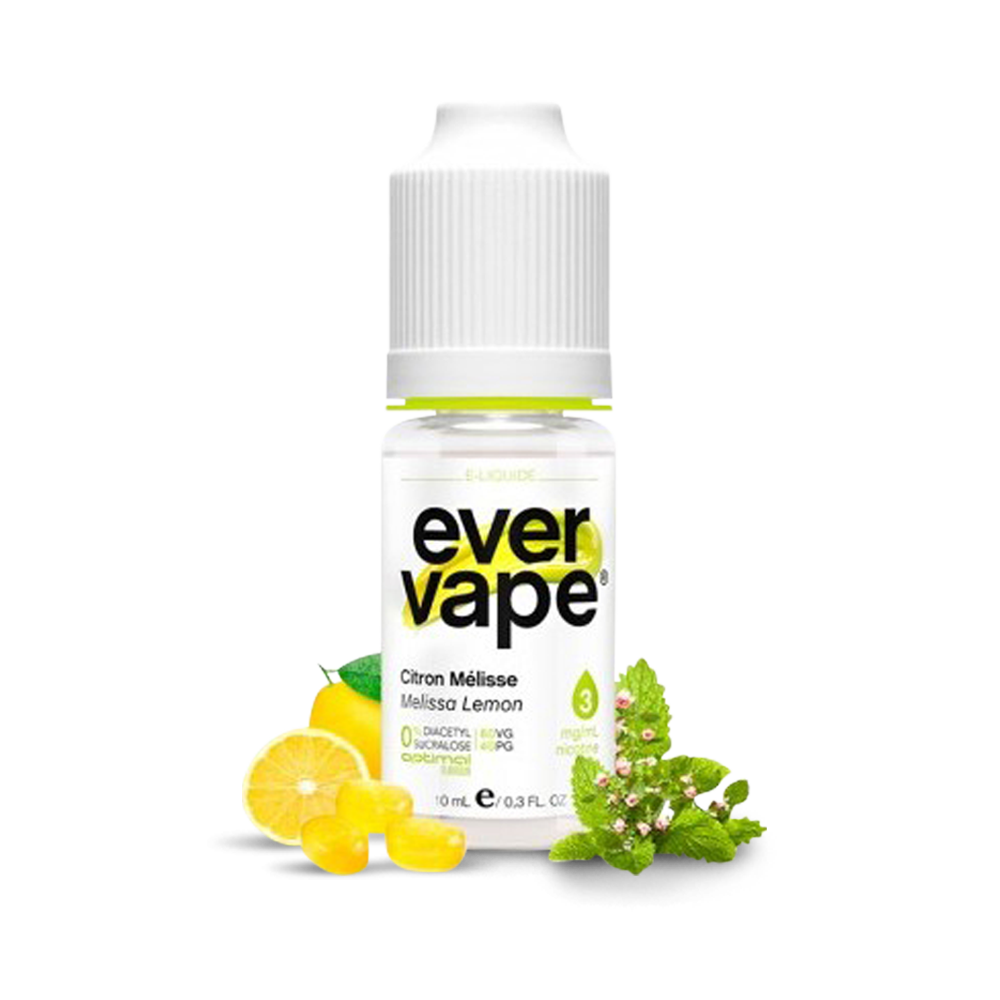 E-LIQUIDE
ever
vape®
Citron Mélisse
Melissa Lemon
3
mg/mL
nicotine
0% DIACETYL
SUCRALOSE
60VG
40PG
optimal
10 mL e / 0.3 FL. OZ